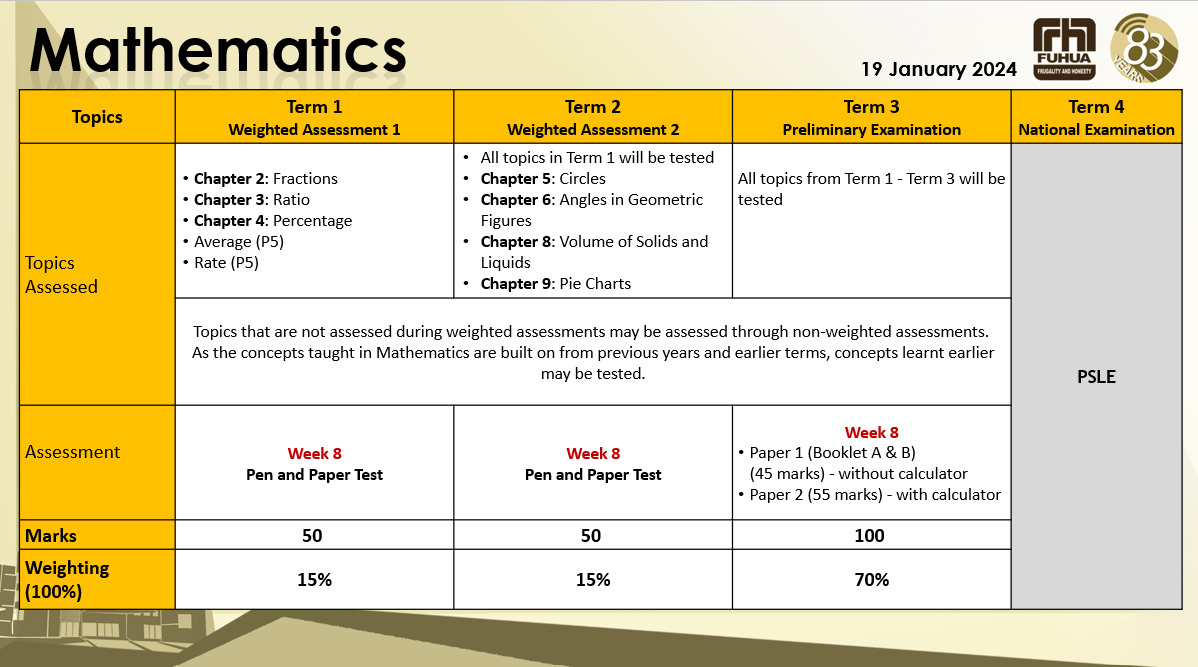 Mathematics
19 January 2024
FUHUA
FRUGALITY AND HONESTY
83
YEARS
Topics
Term 1
Weighted Assessment 1
Term 2
Weighted Assessment 2
Term 3
Preliminary Examination
Term 4
National Examination
Topics
Assessed
• Chapter 2: Fractions
• Chapter 3: Ratio
• Chapter 4: Percentage
• Average (P5)
• Rate (P5)
• All topics in Term 1 will be tested
• Chapter 5: Circles
• Chapter 6: Angles in Geometric
Figures
• Chapter 8: Volume of Solids and
Liquids
• Chapter 9: Pie Charts
All topics from Term 1 - Term 3 will be
tested
Topics that are not assessed during weighted assessments may be assessed through non-weighted assessments.
As the concepts taught in Mathematics are built on from previous years and earlier terms, concepts learnt earlier
may be tested.
PSLE
Assessment
Week 8
Pen and Paper Test
Week 8
Pen and Paper Test
Week 8
• Paper 1 (Booklet A & B)
(45 marks) - without calculator
• Paper 2 (55 marks) - with calculator
Marks
50
50
100
Weighting
(100%)
15%
15%
70%